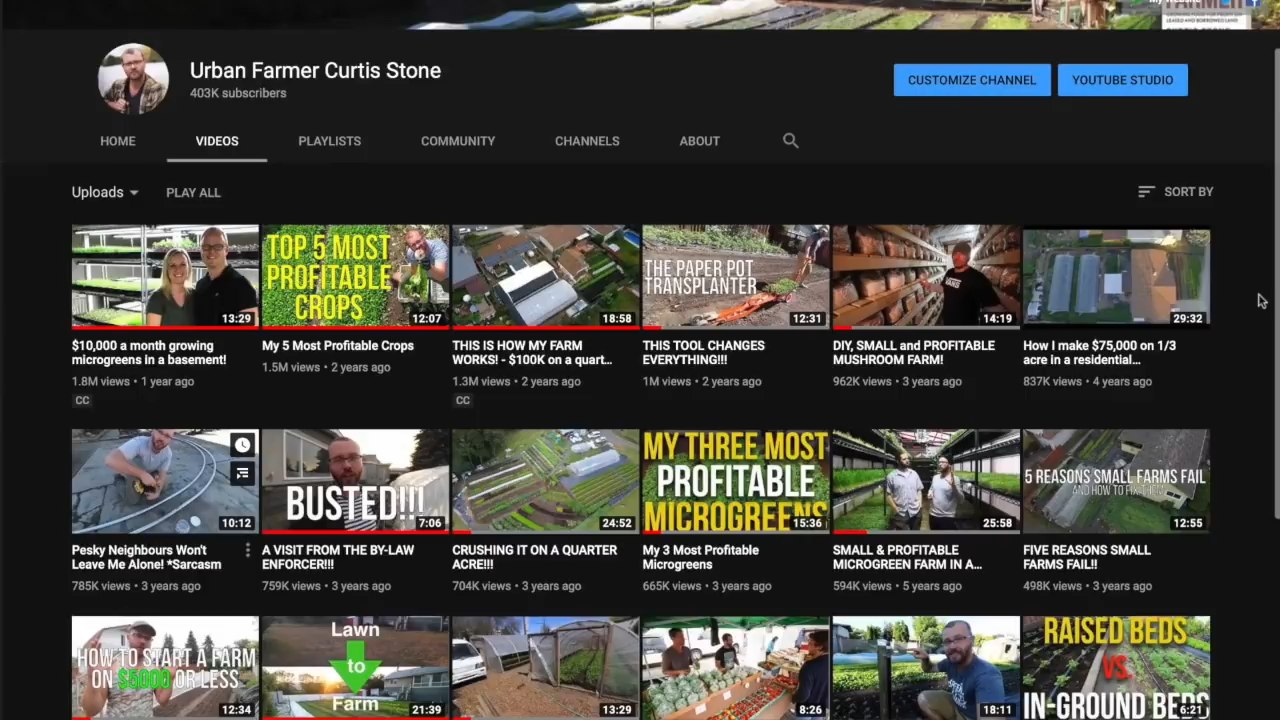 LEASED AND BORROWED LAND
Urban Farmer Curtis Stone
403K subscribers
CUSTOMIZE CHANNEL
YOUTUBE STUDIO
HOME
VIDEOS
PLAYLISTS
COMMUNITY
CHANNELS
ABOUT
Uploads
PLAY ALL
SORT BY
13:29
TOP 5 MOST
PROFITABLE
CROPS
12:07
18:58
THE PAPER POT
TRANSPLANTER
12:31
14:19
29:32
$10,000 a month growing
microgreens in a basement!
1.8M views • 1 year ago
CC
My 5 Most Profitable Crops
1.5M views • 2 years ago
THIS IS HOW MY FARM
WORKS! - $100K on a quart...
1.3M views • 2 years ago
CC
THIS TOOL CHANGES
EVERYTHING!!!
1M views • 2 years ago
DIY, SMALL and PROFITABLE
MUSHROOM FARM!
962K views • 3 years ago
How I make $75,000 on 1/3
acre in a residential...
837K views • 4 years ago
10:12
BUSTED!!!
7:06
24:52
MY THREE MOST
PROFITABLE
MICROGREENS
15:36
25:58
5 REASONS SMALL FARMS FAIL
AND HOW TO FIX THEM
12:55
Pesky Neighbours Won't
Leave Me Alone! *Sarcasm
785K views • 3 years ago
A VISIT FROM THE BY-LAW
ENFORCER!!!
759K views • 3 years ago
CRUSHING IT ON A QUARTER
ACRE!!!
704K views • 3 years ago
My 3 Most Profitable
Microgreens
665K views • 3 years ago
SMALL & PROFITABLE
MICROGREEN FARM IN A...
594K views • 5 years ago
FIVE REASONS SMALL
FARMS FAIL!!
498K views • 3 years ago
HOW TO START A FARM
ON $5000 OR LESS
12:34
Lawn
to
Farm
21:39
13:29
8:26
18:11
RAISED BEDS
VS.
IN-GROUND BEDS
6:21